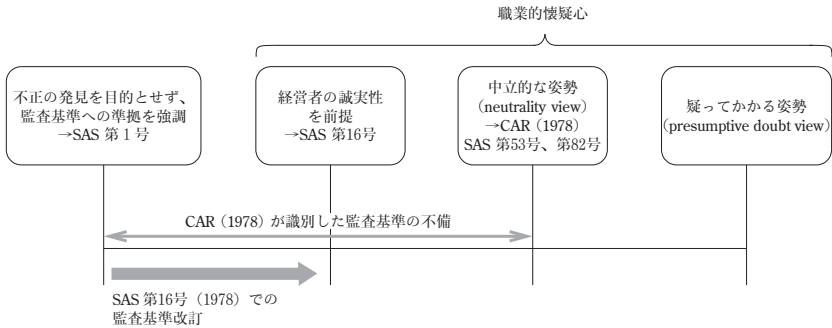 職業的懐疑心
不正の発見を目的とせず、
監査基準への準拠を強調
→SAS 第1号
経営者の誠実性
を前提
→SAS 第16号
中立的な姿勢
(neutrality view)
→CAR(1978)
SAS 第53号、第82号
疑ってかかる姿勢
(presumptive doubt view)
CAR(1978)が識別した監査基準の不備
SAS 第16号(1978)での
監査基準改訂